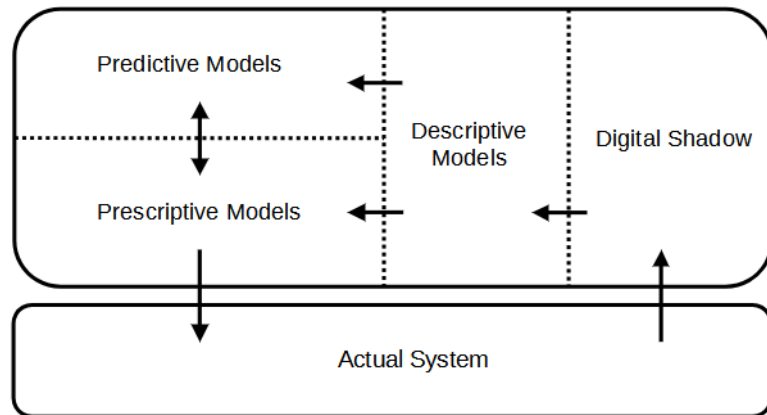 Predictive Models
Descriptive
Models
Digital Shadow
Prescriptive Models
Actual System